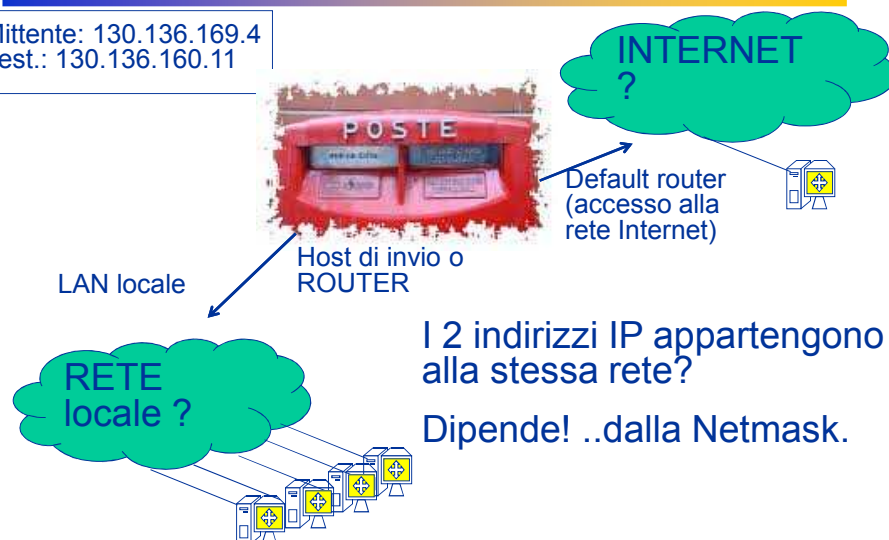 Mittente: 130.136.169.4
est.: 130.136.160.11
INTERNET
?
POSTE
Default router
(accesso alla
rete Internet)
Host di invio o
ROUTER
LAN locale
I 2 indirizzi IP appartengono
alla stessa rete?
RETE
locale ?
Dipende! ..dalla Netmask.